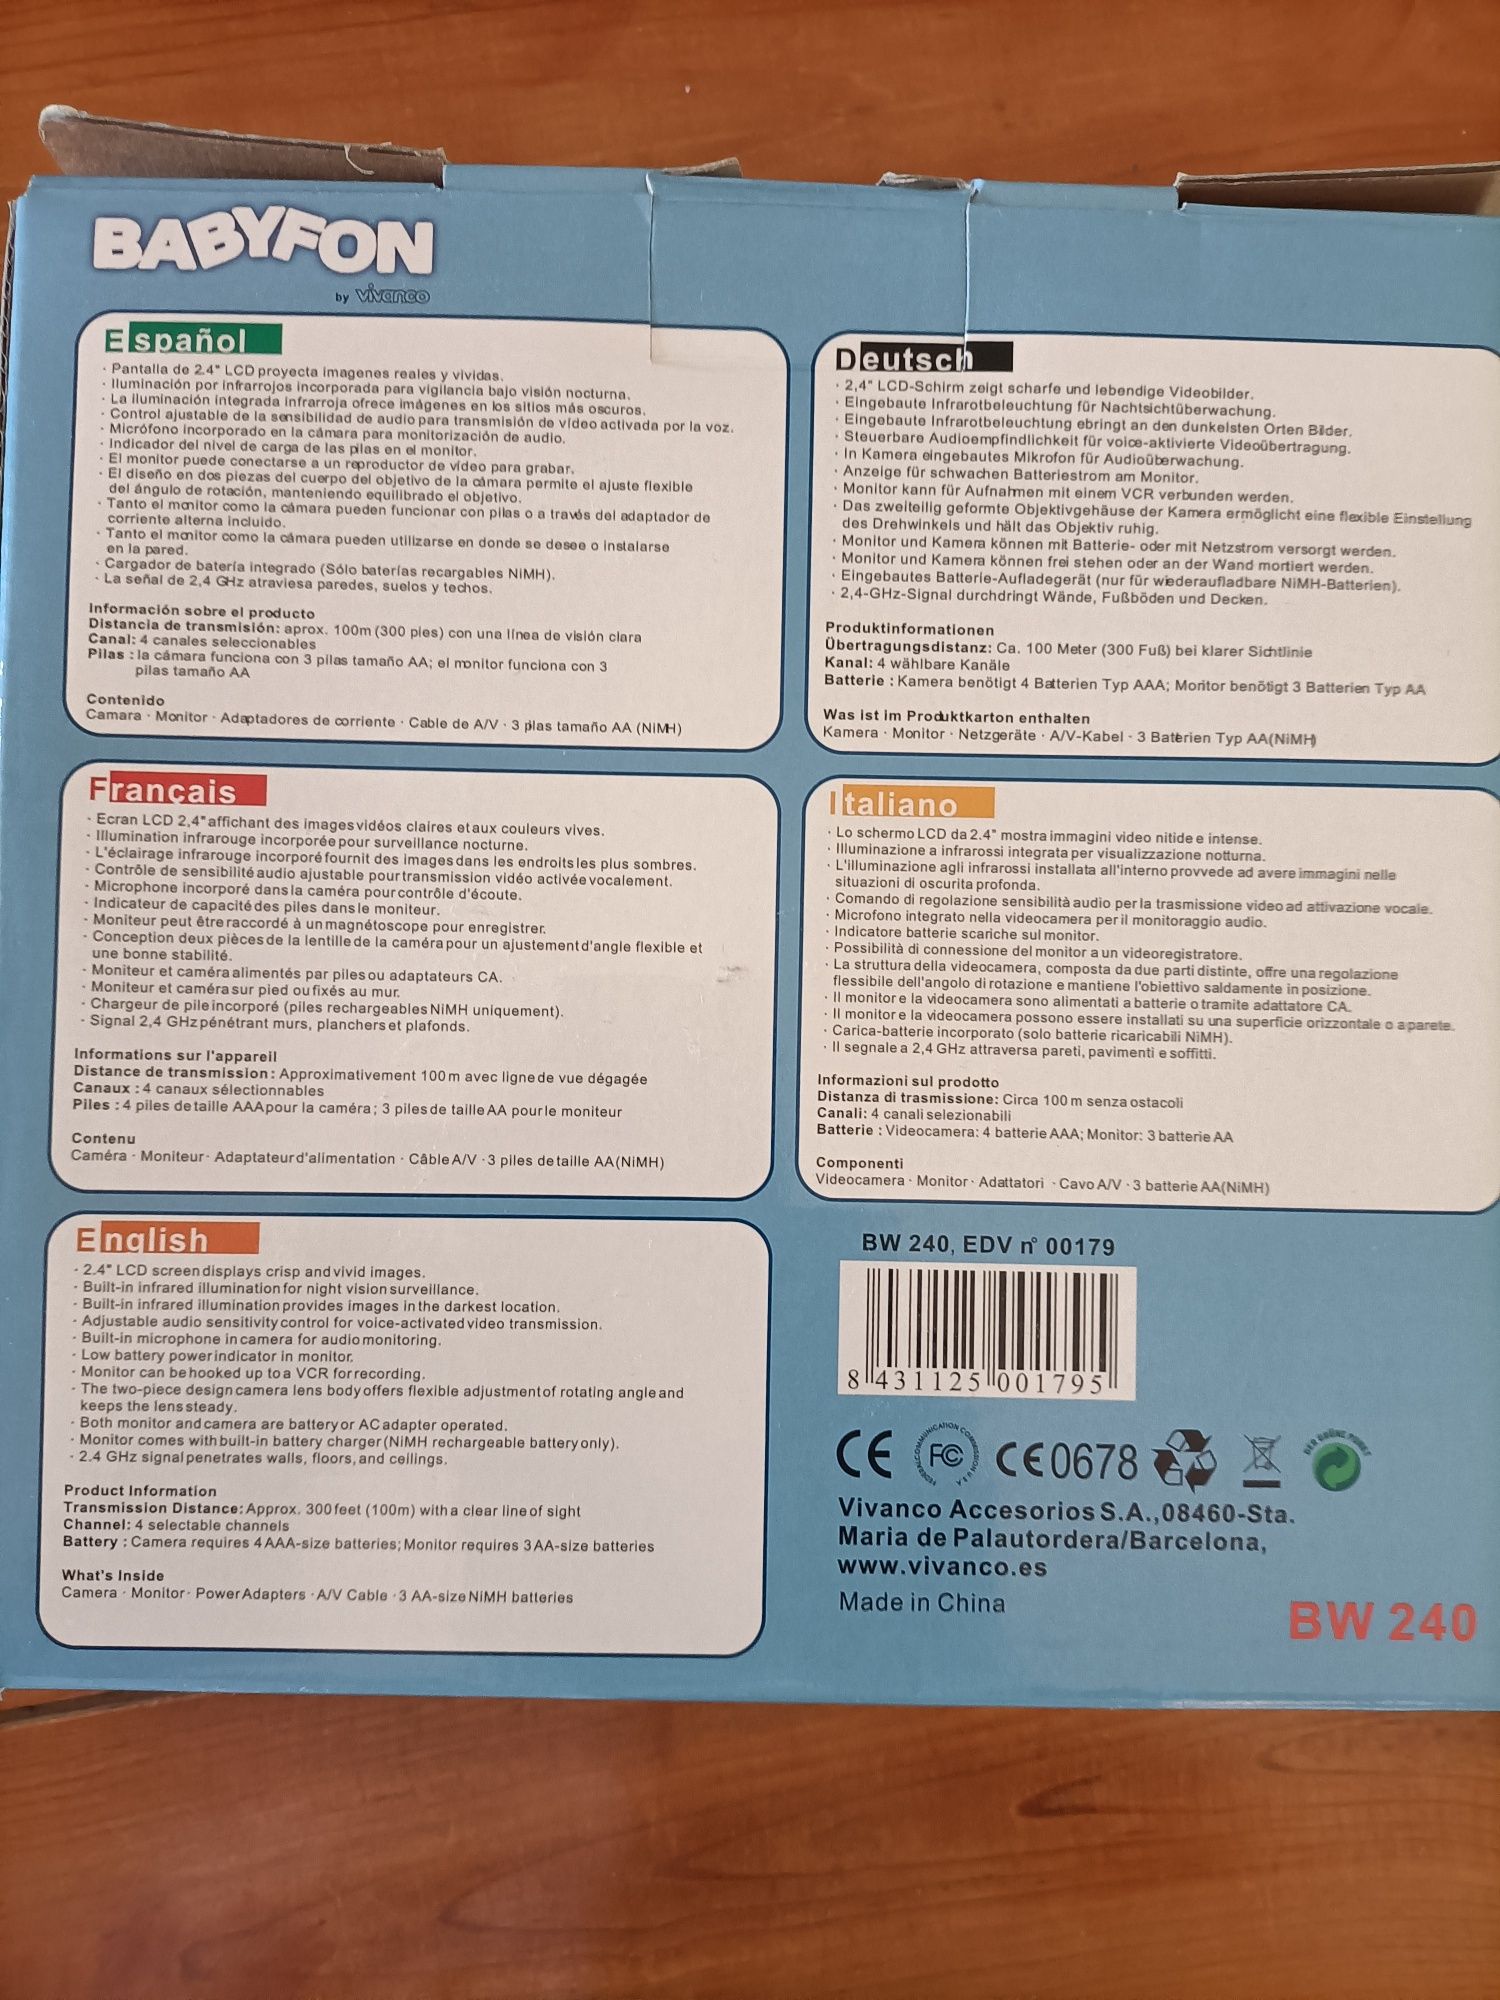 BABYFON
by vivanco
Español
· Pantalla de 2.4" LCD proyecta imagenes reales y vividas.
· Iluminación por infrarrojos incorporada para vigilancia bajo visión nocturna.
· La iluminación integrada infrarroja ofrece imágenes en los sitios más oscuros.
· Control ajustable de la sensibilidad de audio para transmisión de vídeo activada por la voz.
· Micrófono incorporado en la cámara para monitorización de audio.
· Indicador del nivel de carga de las pilas en el monitor.
· El monitor puede conectarse a un reproductor de vídeo para grabar.
· El diseño en dos piezas del cuerpo del objetivo de la cámara permite el ajuste flexible
del ángulo de rotación, manteniendo equilibrado el objetivo.
· Tanto el monitor como la cámara pueden funcionar con pilas o a través del adaptador de
corriente alterna incluido.
· Tanto el monitor como la cámara pueden utilizarse en donde se desee o instalarse
en la pared.
· Cargador de batería integrado (Sólo baterías recargables NiMH).
· La señal de 2,4 GHz atraviesa paredes, suelos y techos.
Información sobre el producto
Distancia de transmisión: aprox. 100m (300 pies) con una línea de visión clara
Canal: 4 canales seleccionables
Pilas : la cámara funciona con 3 pilas tamaño AA; el monitor funciona con 3
pilas tamaño AA
Contenido
Camara · Monitor · Adaptadores de corriente · Cable de A/V · 3 pilas tamaño AA (NiMH)
Deutsch
· 2,4" LCD-Schirm zeigt scharfe und lebendige Videobilder.
· Eingebaute Infrarotbeleuchtung für Nachtsichtüberwachung.
· Eingebaute Infrarotbeleuchtung ebringt an den dunkelsten Orten Bilder.
· Steuerbare Audioempfindlichkeit für voice-aktivierte Videoübertragung.
· In Kamera eingebautes Mikrofon für Audioüberwachung.
· Anzeige für schwachen Batteriestrom am Monitor.
· Monitor kann für Aufnahmen mit einem VCR verbunden werden.
· Das zweiteilig geformte Objektivgehäuse der Kamera ermöglicht eine flexible Einstellung
des Drehwinkels und hält das Objektiv ruhig.
· Monitor und Kamera können mit Batterie- oder mit Netzstrom versorgt werden.
· Monitor und Kamera können frei stehen oder an der Wand montiert werden.
· Eingebautes Batterie-Aufladegerät (nur für wiederaufladbare NiMH-Batterien).
· 2,4-GHz-Signal durchdringt Wände, Fußböden und Decken.
Produktinformationen
Übertragungsdistanz: Ca. 100 Meter (300 Fuß) bei klarer Sichtlinie
Kanal: 4 wählbare Kanäle
Batterie : Kamera benötigt 4 Batterien Typ AAA; Monitor benötigt 3 Batterien Typ AA
Was ist im Produktkarton enthalten
Kamera · Monitor · Netzgeräte · A/V-Kabel · 3 Batterien Typ AA(NiMH)
Français
· Ecran LCD 2,4" affichant des images vidéos claires et aux couleurs vives.
· Illumination infrarouge incorporée pour surveillance nocturne.
· L'éclairage infrarouge incorporé fournit des images dans les endroits les plus sombres.
· Contrôle de sensibilité audio ajustable pour transmission vidéo activée vocalement.
· Microphone incorporé dans la caméra pour contrôle d'écoute.
· Indicateur de capacité des piles dans le moniteur.
· Moniteur peut être raccordé à un magnétoscope pour enregistrer.
· Conception deux pièces de la lentille de la caméra pour un ajustement d'angle flexible et
une bonne stabilité.
· Moniteur et caméra alimentés par piles ou adaptateurs CA.
· Moniteur et caméra sur pied ou fixés au mur.
· Chargeur de pile incorporé (piles rechargeables NiMH uniquement).
· Signal 2,4 GHz pénétrant murs, planchers et plafonds.
Informations sur l'appareil
Distance de transmission : Approximativement 100 m avec ligne de vue dégagée
Canaux : 4 canaux sélectionnables
Piles : 4 piles de taille AAA pour la caméra; 3 piles de taille AA pour le moniteur
Contenu
Caméra · Moniteur · Adaptateur d'alimentation · Câble A/V · 3 piles de taille AA (NiMH)
Italiano
· Lo schermo LCD da 2.4" mostra immagini video nitide e intense.
· Illuminazione a infrarossi integrata per visualizzazione notturna.
· L'illuminazione agli infrarossi installata all'interno provvede ad avere immagini nelle
situazioni di oscurita profonda.
· Comando di regolazione sensibilità audio per la trasmissione video ad attivazione vocale.
· Microfono integrato nella videocamera per il monitoraggio audio.
· Indicatore batterie scariche sul monitor.
· Possibilità di connessione del monitor a un videoregistratore.
· La struttura della videocamera, composta da due parti distinte, offre una regolazione
flessibile dell'angolo di rotazione e mantiene l'obiettivo saldamente in posizione.
· Il monitor e la videocamera sono alimentati a batterie o tramite adattatore CA.
· Il monitor e la videocamera possono essere installati su una superficie orizzontale o a parete.
· Carica-batterie incorporato (solo batterie ricaricabili NiMH).
· Il segnale a 2,4 GHz attraversa pareti, pavimenti e soffitti.
Informazioni sul prodotto
Distanza di trasmissione: Circa 100 m senza ostacoli
Canali: 4 canali selezionabili
Batterie : Videocamera: 4 batterie AAA; Monitor: 3 batterie AA
Componenti
Videocamera · Monitor · Adattatori · Cavo A/V · 3 batterie AA(NiMH)
English
· 2.4" LCD screen displays crisp and vivid images.
· Built-in infrared illumination for night vision surveillance.
· Built-in infrared illumination provides images in the darkest location.
· Adjustable audio sensitivity control for voice-activated video transmission.
· Built-in microphone in camera for audio monitoring.
· Low battery power indicator in monitor.
· Monitor can be hooked up to a VCR for recording.
· The two-piece design camera lens body offers flexible adjustment of rotating angle and
keeps the lens steady.
· Both monitor and camera are battery or AC adapter operated.
· Monitor comes with built-in battery charger (NiMH rechargeable battery only).
· 2.4 GHz signal penetrates walls, floors, and ceilings.
Product Information
Transmission Distance: Approx. 300 feet (100m) with a clear line of sight
Channel: 4 selectable channels
Battery : Camera requires 4 AAA-size batteries; Monitor requires 3 AA-size batteries
What's Inside
Camera · Monitor · Power Adapters · A/V Cable · 3 AA-size NiMH batteries
BW 240, EDV nº 00179
8 431125 001795
CE FC FEDERAL COMMUNICATION COMMISSION U.S.A CE0678 DER GRÜNE PUNKT
Vivanco Accesorios S.A.,08460-Sta.
Maria de Palautordera/Barcelona,
www.vivanco.es
Made in China
BW 240